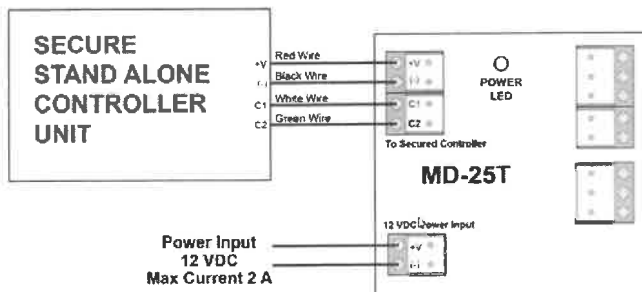 SECURE
STAND ALONE
CONTROLLER
UNIT
+V
(-)
C1
C2
Red Wire
Black Wire
White Wire
Green Wire
+V
(-)
C1
C2
To Secured Controller
POWER
LED
MD-25T
12 VDC Power Input
+V
(-)
Power Input
12 VDC
Max Current 2 A